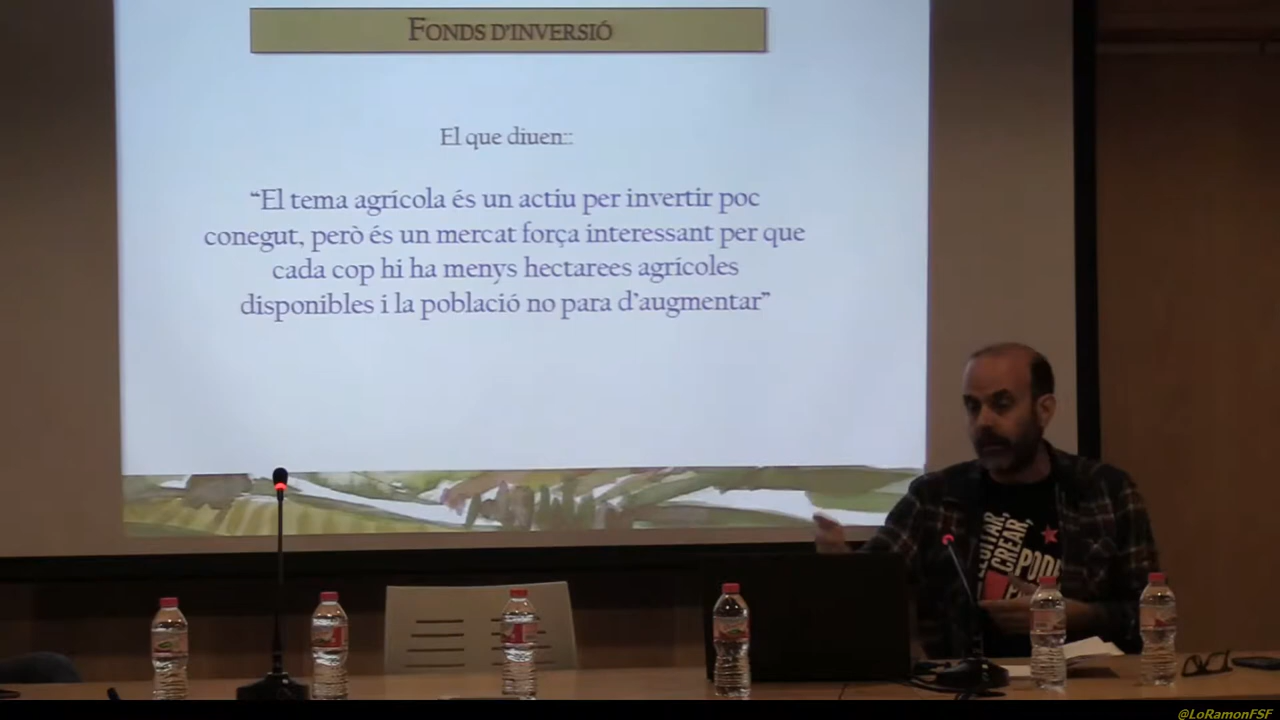 FONDS D'INVERSIÓ
El que diuen::
“El tema agrícola és un actiu per invertir poc
conegut, però és un mercat força interessant per que
cada cop hi ha menys hectarees agrícoles
disponibles i la població no para d'augmentar”
CREAR,
@LoRamonFSF